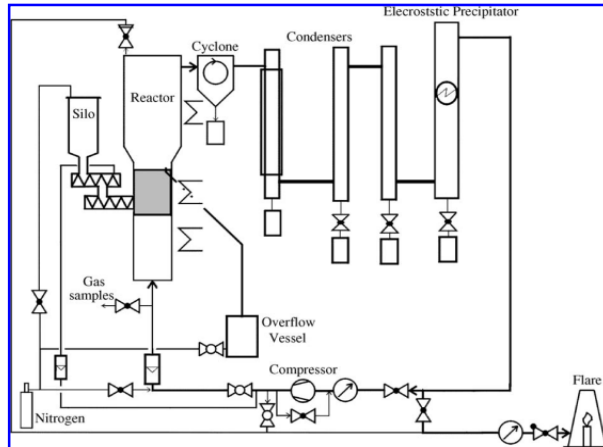 Elecroststic Precipitator
Cyclone
Condensers
Reactor
Silo
Gas
samples
Overflow
Vessel
Compressor
Flare
Nitrogen